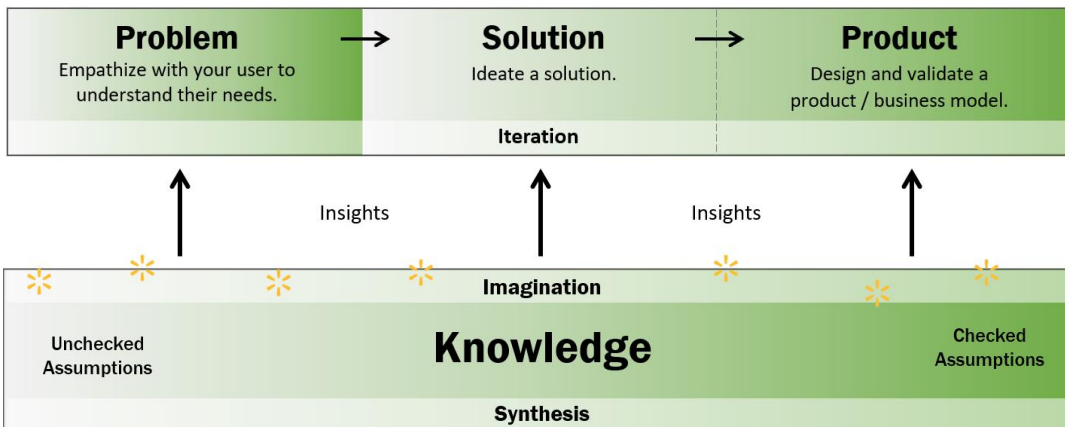 Problem
Empathize with your user to
understand their needs.
Solution
Ideate a solution.
Product
Design and validate a
product / business model.
Iteration
Insights
Insights
Imagination
Unchecked
Assumptions
Knowledge
Checked
Assumptions
Synthesis